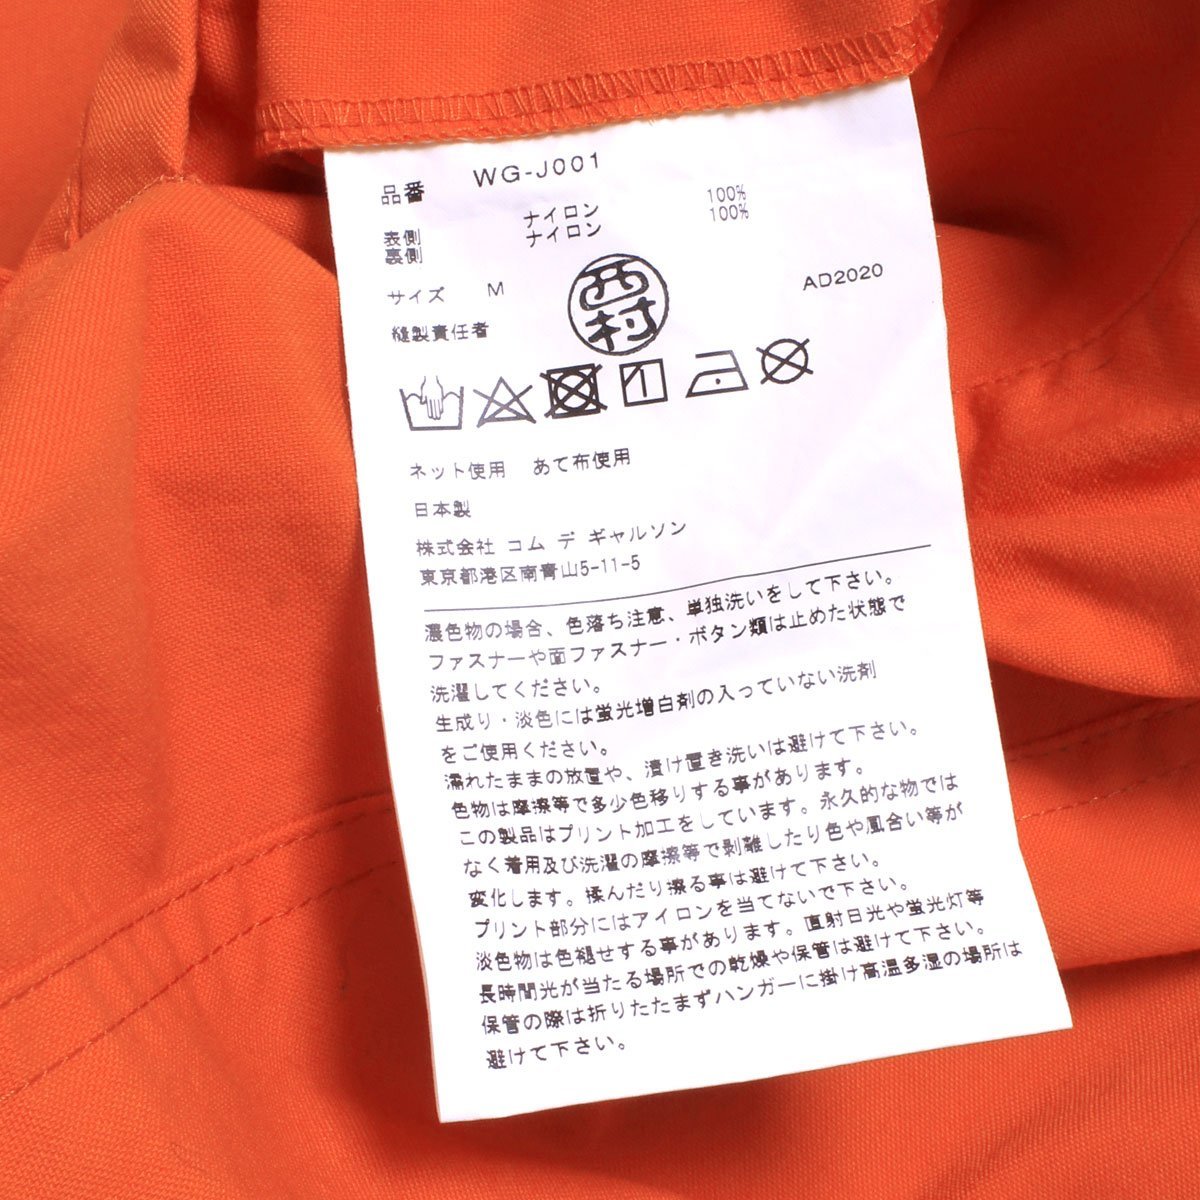 品番 WG-J001
表側 ナイロン 100%
裏側 ナイロン 100%
サイズ M AD2020
縫製責任者 西村
ネット使用 あて布使用
日本製
株式会社 コム デ ギャルソン
東京都港区南青山5-11-5
濃色物の場合、色落ち注意、単独洗いをして下さい。
ファスナーや面ファスナー・ボタン類は止めた状態で
洗濯してください。
生成り・淡色には蛍光増白剤の入っていない洗剤
をご使用ください。
濡れたままの放置や、漬け置き洗いは避けて下さい。
色物は摩擦等で多少色移りする事があります。
この製品はプリント加工をしています。永久的な物では
なく着用及び洗濯の摩擦等で剥離したり色や風合い等が
変化します。揉んだり擦る事は避けて下さい。
プリント部分にはアイロンを当てないで下さい。
淡色物は色褪せする事があります。直射日光や蛍光灯等
長時間光が当たる場所での乾燥や保管は避けて下さい。
保管の際は折りたたまずハンガーに掛け高温多湿の場所は
避けて下さい。